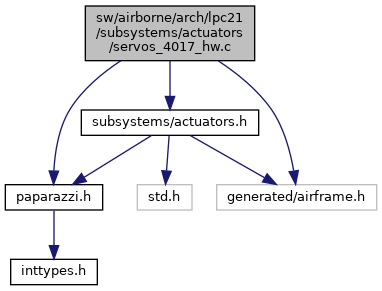 sw/airborne/arch/lpc21
/subsystems/actuators
/servos_4017_hw.c
subsystems/actuators.h
paparazzi.h
std.h
generated/airframe.h
inttypes.h